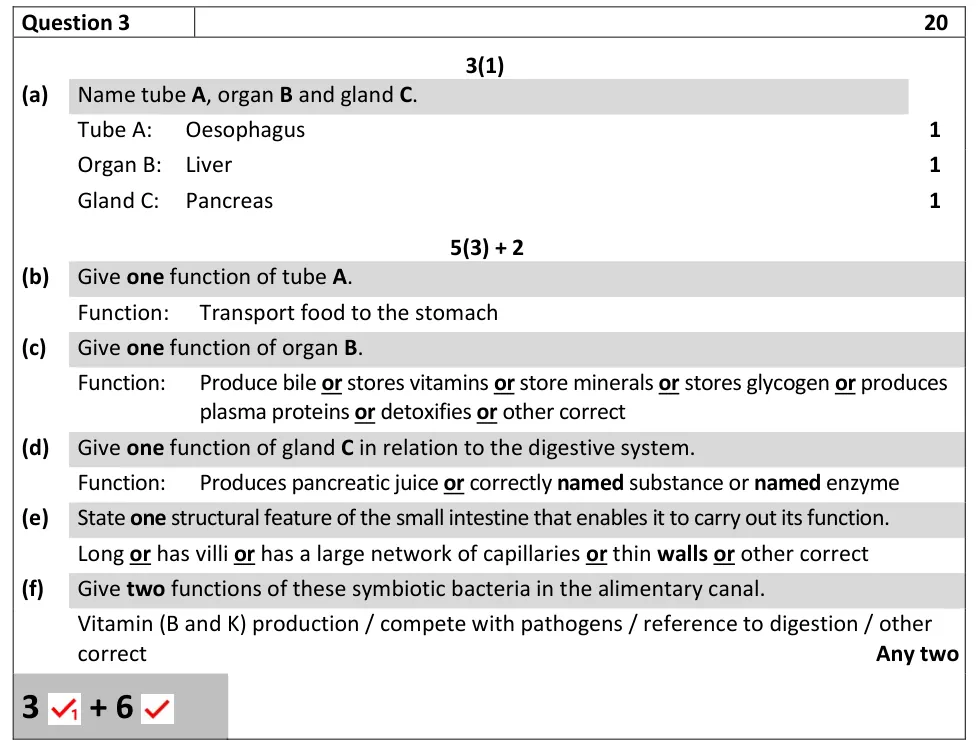 Question 3 20
3(1)
(a) Name tube A, organ B and gland C.
Tube A: Oesophagus 1
Organ B: Liver 1
Gland C: Pancreas 1
5(3) + 2
(b) Give one function of tube A.
Function: Transport food to the stomach
(c) Give one function of organ B.
Function: Produce bile or stores vitamins or store minerals or stores glycogen or produces
plasma proteins or detoxifies or other correct
(d) Give one function of gland C in relation to the digestive system.
Function: Produces pancreatic juice or correctly named substance or named enzyme
(e) State one structural feature of the small intestine that enables it to carry out its function.
Long or has villi or has a large network of capillaries or thin walls or other correct
(f) Give two functions of these symbiotic bacteria in the alimentary canal.
Vitamin (B and K) production / compete with pathogens / reference to digestion / other
correct Any two
3 ✓1 + 6 ✓